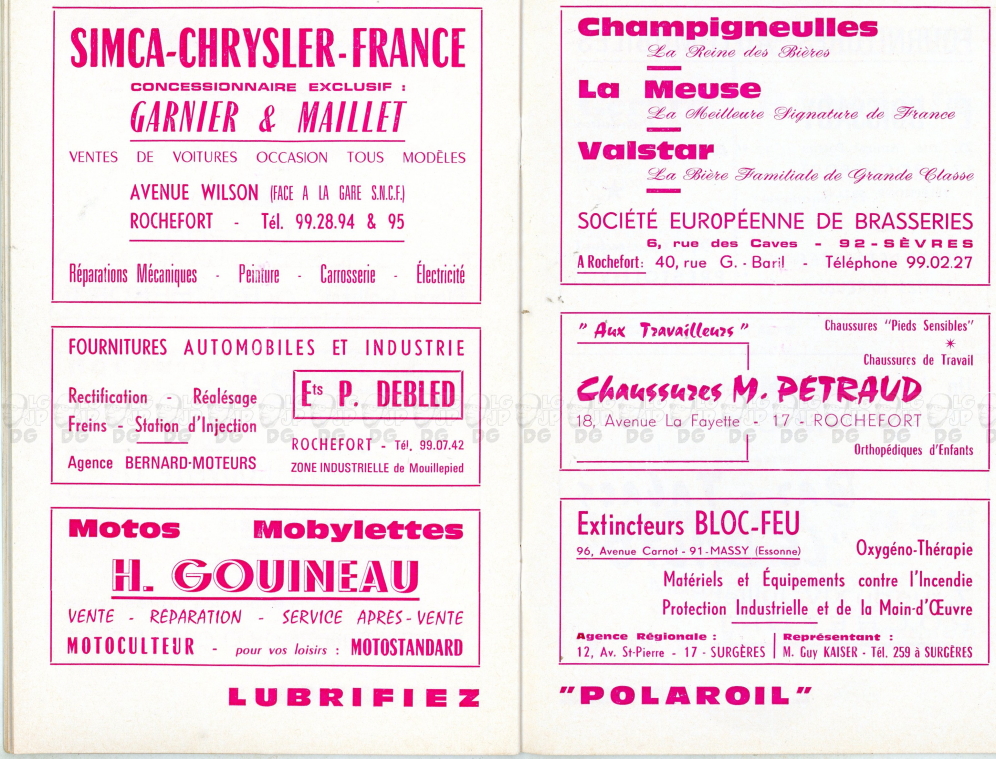 SIMCA-CHRYSLER-FRANCE
CONCESSIONNAIRE EXCLUSIF :
GARNIER & MAILLET
VENTES DE VOITURES OCCASION TOUS MODÈLES
AVENUE WILSON (FACE A LA GARE S.N.C.F.)
ROCHEFORT - Tél. 99.28.94 & 95
Réparations Mécaniques - Peinture - Carrosserie - Électricité
FOURNITURES AUTOMOBILES ET INDUSTRIE
Rectification - Réalésage
Freins - Station d'Injection
Agence BERNARD-MOTEURS
Ets P. DEBLED
ROCHEFORT - Tél. 99.07.42
ZONE INDUSTRIELLE de Mouillepied
Motos Mobylettes
H. GOUINEAU
VENTE - RÉPARATION - SERVICE APRÈS-VENTE
MOTOCULTEUR - pour vos loisirs : MOTOSTANDARD
LUBRIFIEZ
Champigneulles
La Reine des Bières
La Meuse
La Meilleure Signature de France
Valstar
La Bière Familiale de Grande Classe
SOCIÉTÉ EUROPÉENNE DE BRASSERIES
6, rue des Caves - 92-SÈVRES
A Rochefort : 40, rue G. - Baril - Téléphone 99.02.27
" Aux Travailleurs "
Chaussures "Pieds Sensibles"
*
Chaussures de Travail
Chaussures M. PETRAUD
18, Avenue La Fayette - 17 - ROCHEFORT
Orthopédiques d'Enfants
Extincteurs BLOC-FEU
96, Avenue Carnot - 91-MASSY (Essonne)
Oxygéno-Thérapie
Matériels et Équipements contre l'Incendie
Protection Industrielle et de la Main-d'Œuvre
Agence Régionale :
12, Av. St-Pierre - 17 - SURGÈRES
Représentant :
M. Guy KAISER - Tél. 259 à SURGÈRES
"POLAROIL"